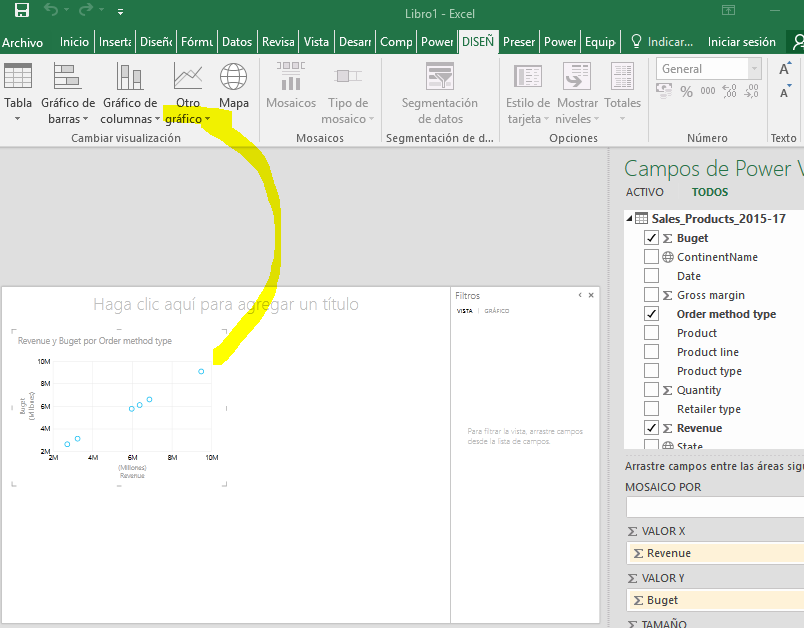 Libro1 - Excel
Archivo Inicio Inserta Diseño Fórmu Datos Revisa Vista Desarr Comp Power DISEÑ Preser Power Equip Indicar... Iniciar sesión
Tabla Gráfico de barras Gráfico de columnas Otro gráfico Mapa
Cambiar visualización
Mosaicos Tipo de mosaico
Mosaicos
Segmentación de datos
Segmentación de d...
Estilo de tarjeta Mostrar niveles Totales
Opciones
General
% 000 ,00 ,00
Número
A A
Texto
Campos de Power V
ACTIVO TODOS
Sales_Products_2015-17
Σ Buget
ContinentName
Date
Σ Gross margin
Order method type
Product
Product line
Product type
Σ Quantity
Retailer type
Σ Revenue
State
Arrastre campos entre las áreas sigu
MOSAICO POR
Σ VALOR X
Σ Revenue
Σ VALOR Y
Σ Buget
Σ TAMAÑO
Haga clic aquí para agregar un título
Revenue y Buget por Order method type
10M
8M
6M
4M
2M
Buget
(Millones)
2M 4M 6M 8M 10M
(Millones)
Revenue
Filtros
VISTA | GRÁFICO
Para filtrar la vista, arrastre campos
desde la lista de campos.